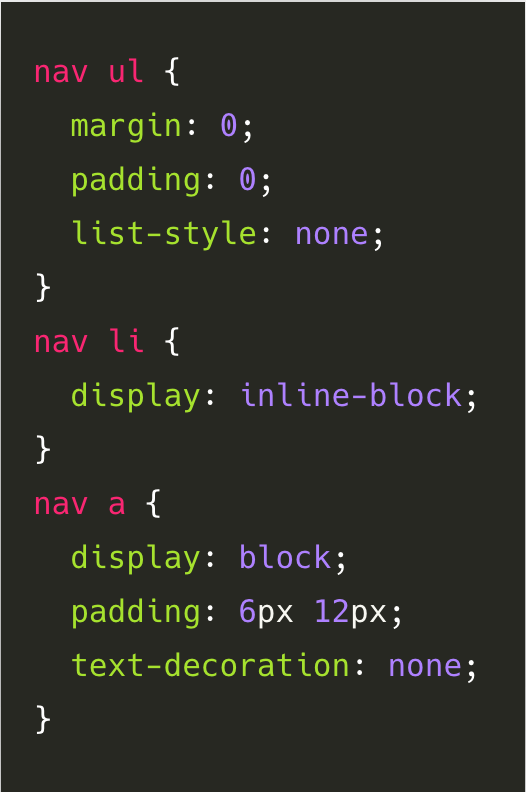 nav ul {
  margin: 0;
  padding: 0;
  list-style: none;
}
nav li {
  display: inline-block;
}
nav a {
  display: block;
  padding: 6px 12px;
  text-decoration: none;
}